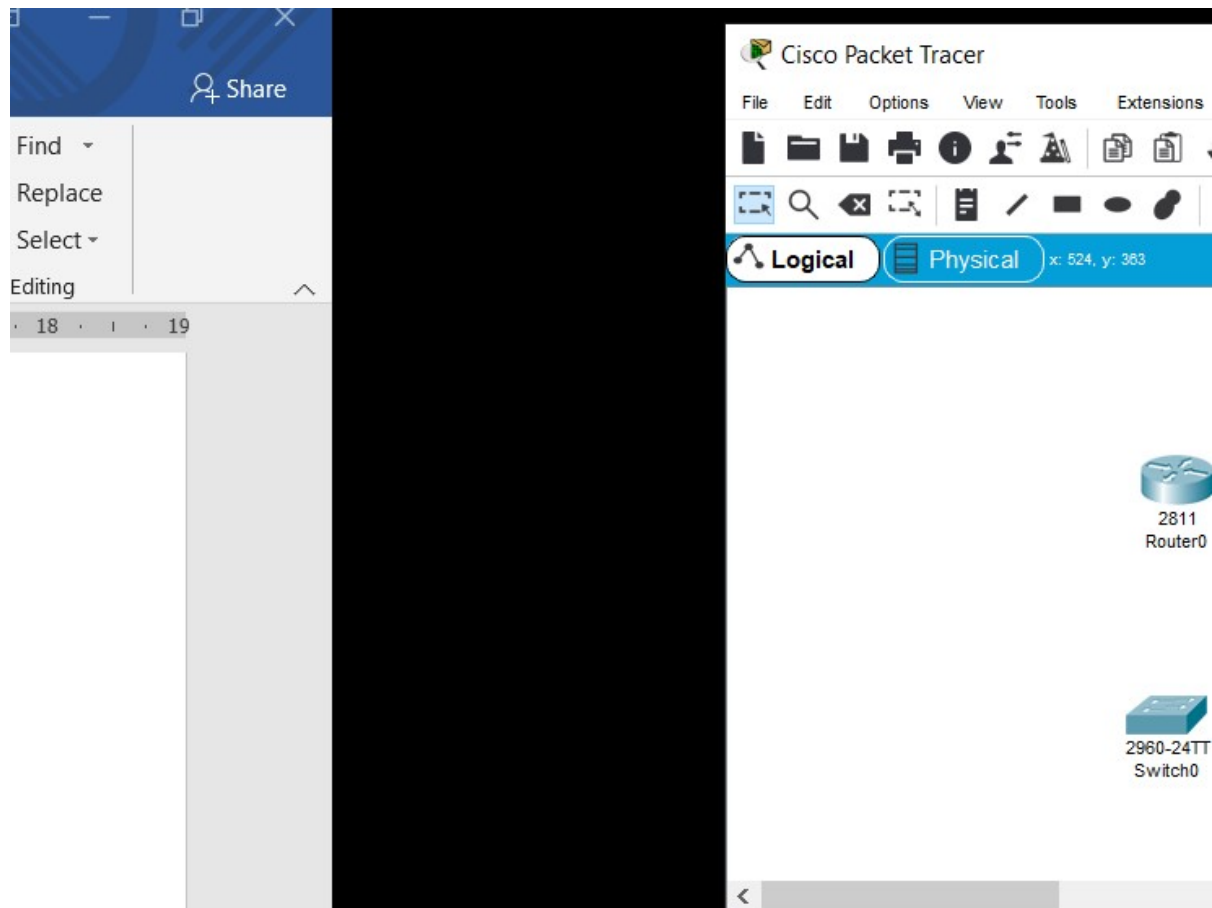 Share
Find
Replace
Select
Editing
18
19
Cisco Packet Tracer
File Edit Options View Tools Extensions
Logical Physical x: 524, y: 363
2811
Router0
2960-24TT
Switch0